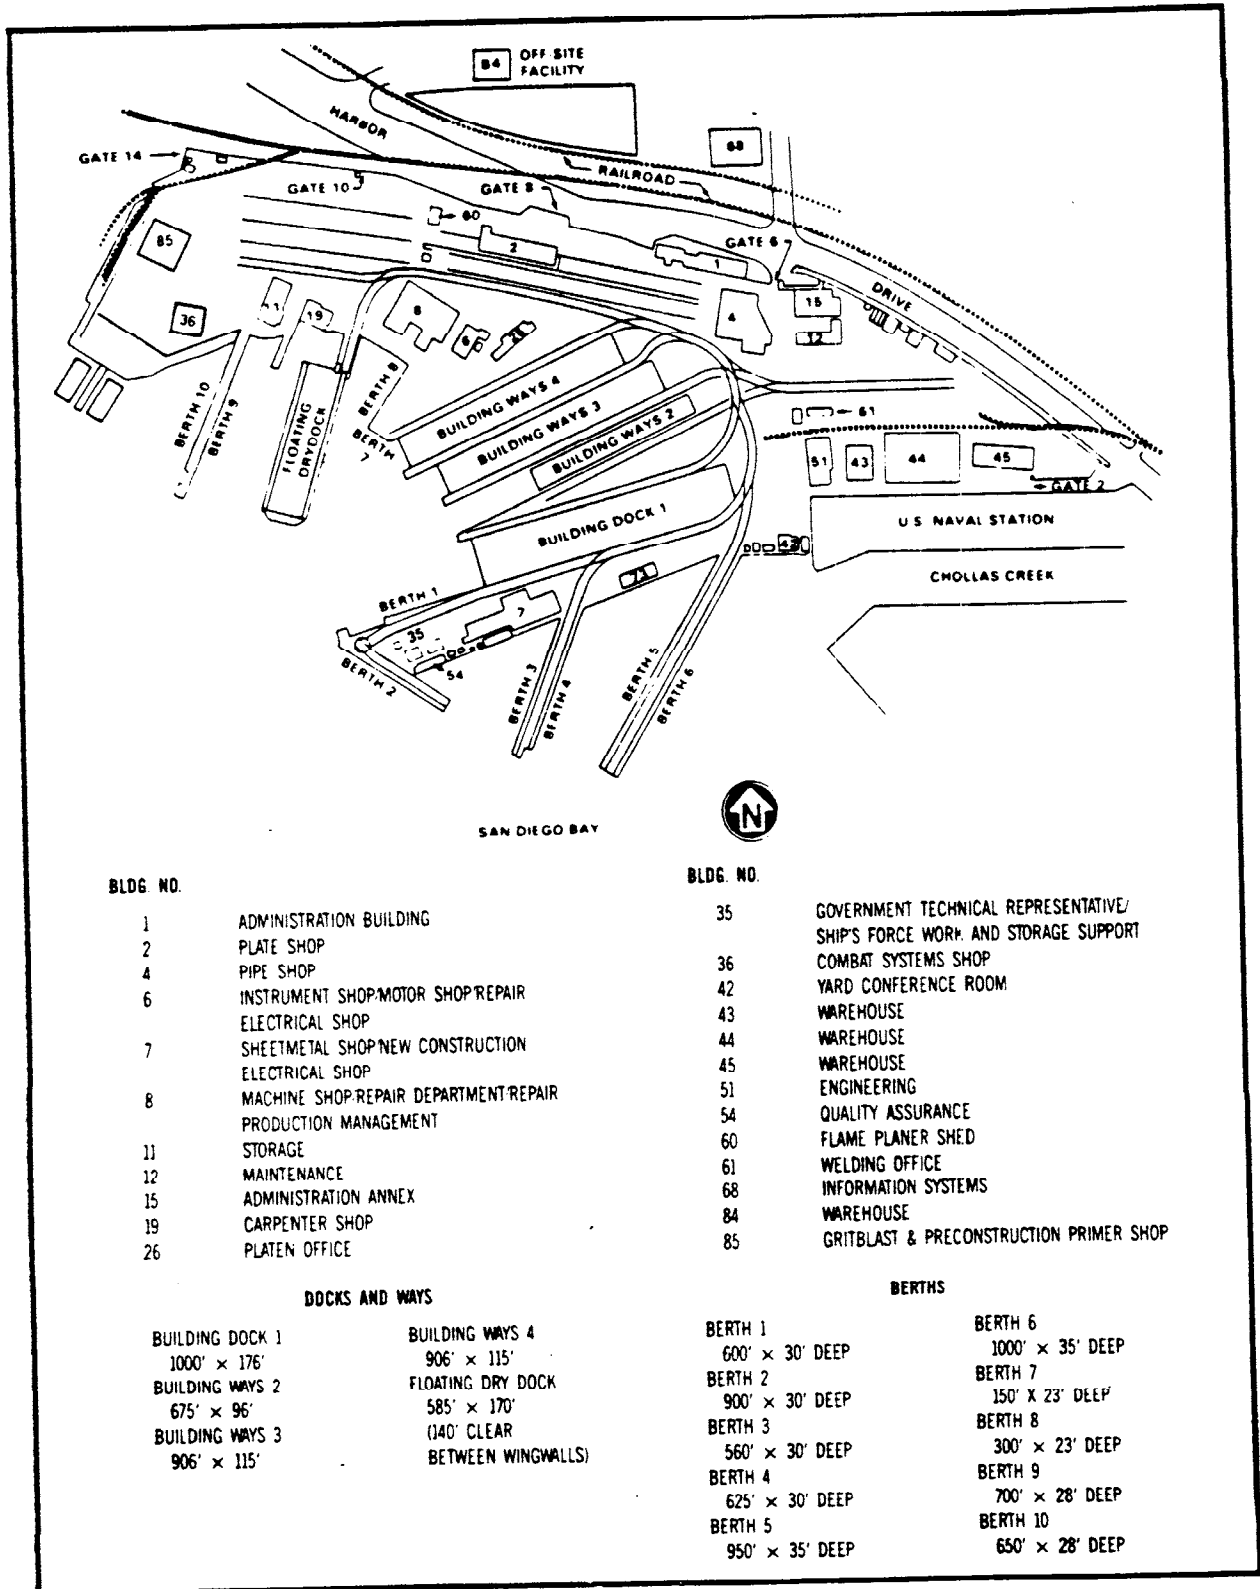 84 OFF-SITE
FACILITY
HARBOR
68
GATE 14
RAILROAD
GATE 10
GATE 8
60
85
2
GATE 6
1
DRIVE
36
11
19
8
6
26
4
15
12
BERTH 10
BERTH 9
FLOATING
DRYDOCK
BERTH 8
BERTH
7
BUILDING WAYS 4
BUILDING WAYS 3
BUILDING WAYS 2
61
51
43
44
45
GATE 2
BUILDING DOCK 1
U.S. NAVAL STATION
42
CHOLLAS CREEK
BERTH 1
7
35
54
BERTH 2
BERTH 3
BERTH 4
BERTH 5
BERTH 6
SAN DIEGO BAY
N
BLDG. NO.
1 ADMINISTRATION BUILDING
2 PLATE SHOP
4 PIPE SHOP
6 INSTRUMENT SHOP/MOTOR SHOP/REPAIR
ELECTRICAL SHOP
7 SHEETMETAL SHOP/NEW CONSTRUCTION
ELECTRICAL SHOP
8 MACHINE SHOP/REPAIR DEPARTMENT/REPAIR
PRODUCTION MANAGEMENT
11 STORAGE
12 MAINTENANCE
15 ADMINISTRATION ANNEX
19 CARPENTER SHOP
26 PLATEN OFFICE
BLDG. NO.
35 GOVERNMENT TECHNICAL REPRESENTATIVE/
SHIP'S FORCE WORK AND STORAGE SUPPORT
36 COMBAT SYSTEMS SHOP
42 YARD CONFERENCE ROOM
43 WAREHOUSE
44 WAREHOUSE
45 WAREHOUSE
51 ENGINEERING
54 QUALITY ASSURANCE
60 FLAME PLANER SHED
61 WELDING OFFICE
68 INFORMATION SYSTEMS
84 WAREHOUSE
85 GRITBLAST & PRECONSTRUCTION PRIMER SHOP
DOCKS AND WAYS
BUILDING DOCK 1
1000' × 176'
BUILDING WAYS 2
675' × 96'
BUILDING WAYS 3
906' × 115'
BUILDING WAYS 4
906' × 115'
FLOATING DRY DOCK
585' × 170'
(140' CLEAR
BETWEEN WINGWALLS)
BERTHS
BERTH 1
600' × 30' DEEP
BERTH 2
900' × 30' DEEP
BERTH 3
560' × 30' DEEP
BERTH 4
625' × 30' DEEP
BERTH 5
950' × 35' DEEP
BERTH 6
1000' × 35' DEEP
BERTH 7
150' X 23' DEEP
BERTH 8
300' × 23' DEEP
BERTH 9
700' × 28' DEEP
BERTH 10
650' × 28' DEEP